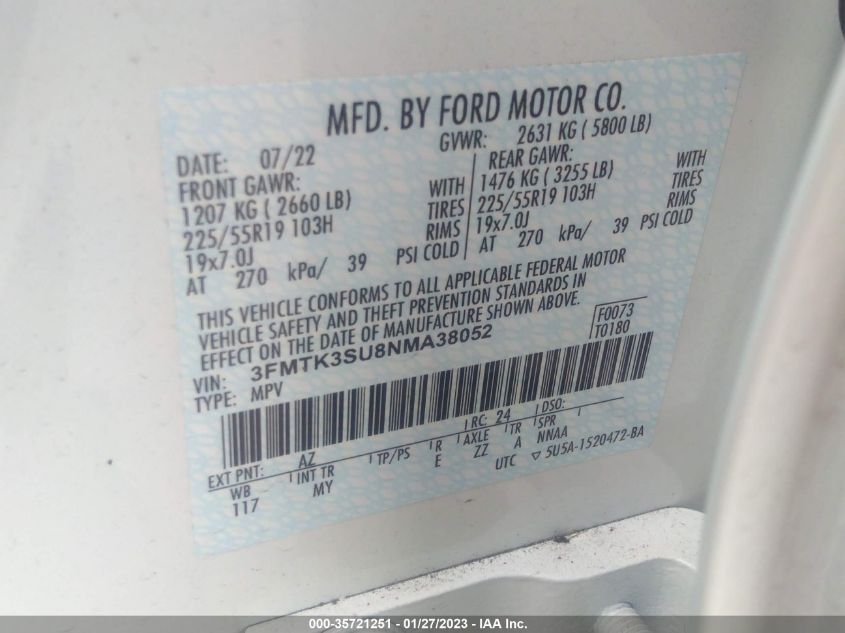 MFD. BY FORD MOTOR CO.
DATE: 07/22 GVWR: 2631 KG ( 5800 LB)
FRONT GAWR: REAR GAWR:
1207 KG ( 2660 LB) WITH 1476 KG ( 3255 LB) WITH
225/55R19 103H TIRES 225/55R19 103H TIRES
19x7.0J RIMS 19x7.0J RIMS
AT 270 kPa/ 39 PSI COLD AT 270 kPa/ 39 PSI COLD
THIS VEHICLE CONFORMS TO ALL APPLICABLE FEDERAL MOTOR
VEHICLE SAFETY AND THEFT PREVENTION STANDARDS IN
EFFECT ON THE DATE OF MANUFACTURE SHOWN ABOVE.
VIN: 3FMTK3SU8NMA38052 F0073
TYPE: MPV T0180
EXT PNT: AZ RC: 24 DSO:
WB INT TR TP/PS R AXLE TR SPR
117 MY E ZZ A NNAA
UTC ▽ 5U5A-1520472-BA
000-35721251 - 01/27/2023 - IAA Inc.